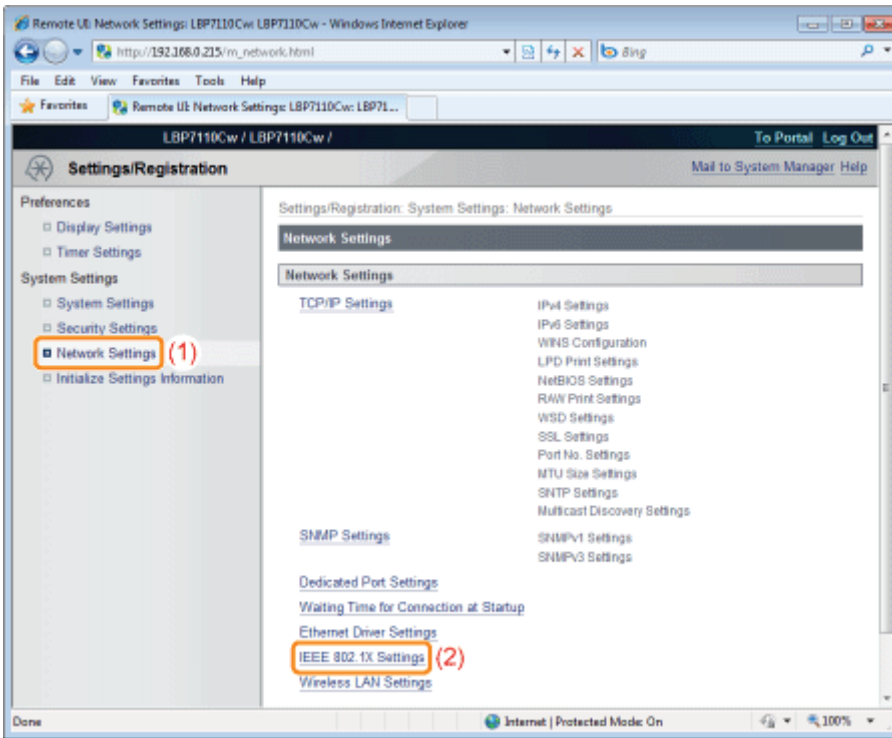 Remote UI: Network Settings: LBP7110Cw: LBP7110Cw - Windows Internet Explorer
http://192.168.0.215/m_network.html
Bing
File Edit View Favorites Tools Help
Favorites
Remote UI: Network Settings: LBP7110Cw: LBP71...
LBP7110Cw / LBP7110Cw /
To Portal Log Out
Settings/Registration
Mail to System Manager Help
Preferences
Display Settings
Timer Settings
System Settings
System Settings
Security Settings
Network Settings (1)
Initialize Settings Information
Settings/Registration: System Settings: Network Settings
Network Settings
Network Settings
TCP/IP Settings
IPv4 Settings
IPv6 Settings
WINS Configuration
LPD Print Settings
NetBIOS Settings
RAW Print Settings
WSD Settings
SSL Settings
Port No. Settings
MTU Size Settings
SNTP Settings
Multicast Discovery Settings
SNMP Settings
SNMPv1 Settings
SNMPv3 Settings
Dedicated Port Settings
Waiting Time for Connection at Startup
Ethernet Driver Settings
IEEE 802.1X Settings (2)
Wireless LAN Settings
Done
Internet | Protected Mode: On
100%